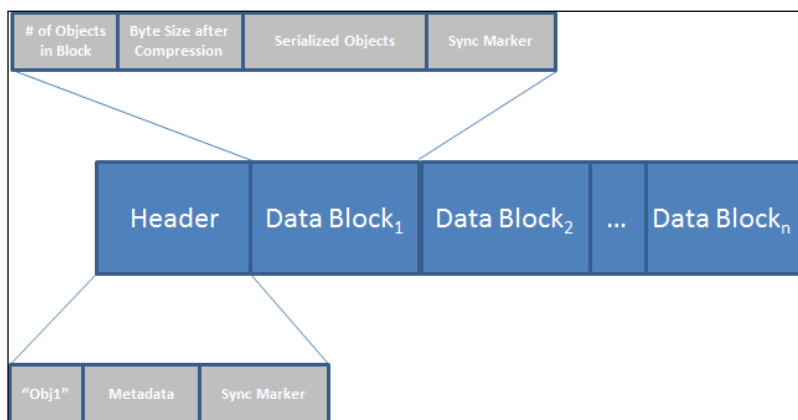 # of Objects
in Block
Byte Size after
Compression
Serialized Objects
Sync Marker
Header
Data Block₁
Data Block₂
...
Data Blockₙ
“Obj1”
Metadata
Sync Marker